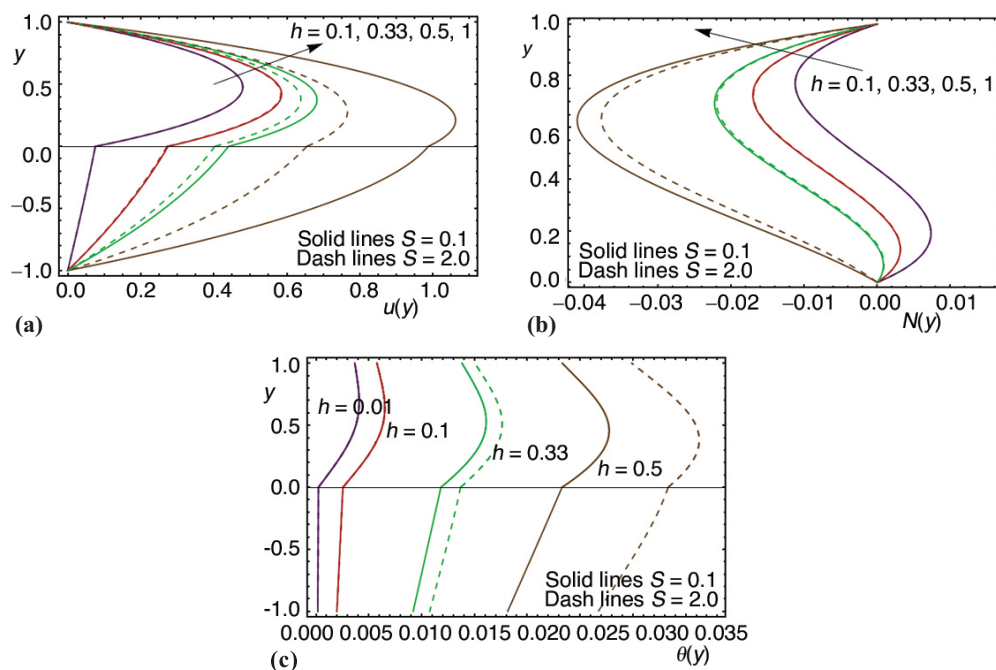 1.0
y
0.5
0.0
−0.5
−1.0
h = 0.1, 0.33, 0.5, 1
Solid lines S = 0.1
Dash lines S = 2.0
0.0 0.2 0.4 0.6 0.8 1.0
u(y)
(a)
1.0
y
0.8
0.6
0.4
0.2
0.0
h = 0.1, 0.33, 0.5, 1
Solid lines S = 0.1
Dash lines S = 2.0
−0.04 −0.03 −0.02 −0.01 0.00 0.01
N(y)
(b)
1.0
y
0.5
0.0
-0.5
-1.0
h = 0.01
h = 0.1
h = 0.33
h = 0.5
Solid lines S = 0.1
Dash lines S = 2.0
0.000 0.005 0.010 0.015 0.020 0.025 0.030 0.035
θ(y)
(c)